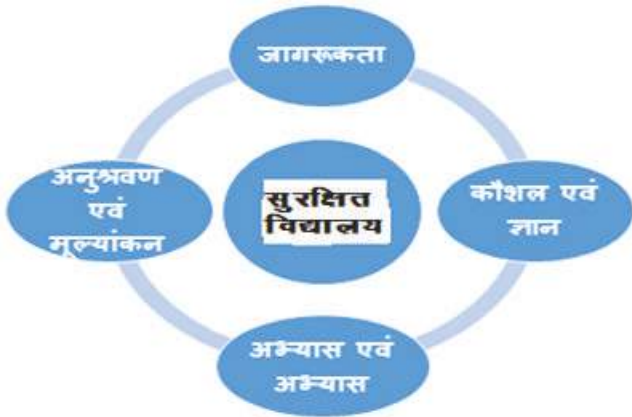 जागरूकता
अनुश्रवण
एवं
मूल्यांकन
सुरक्षित
विद्यालय
कौशल एवं
ज्ञान
अभ्यास एवं
अभ्यास